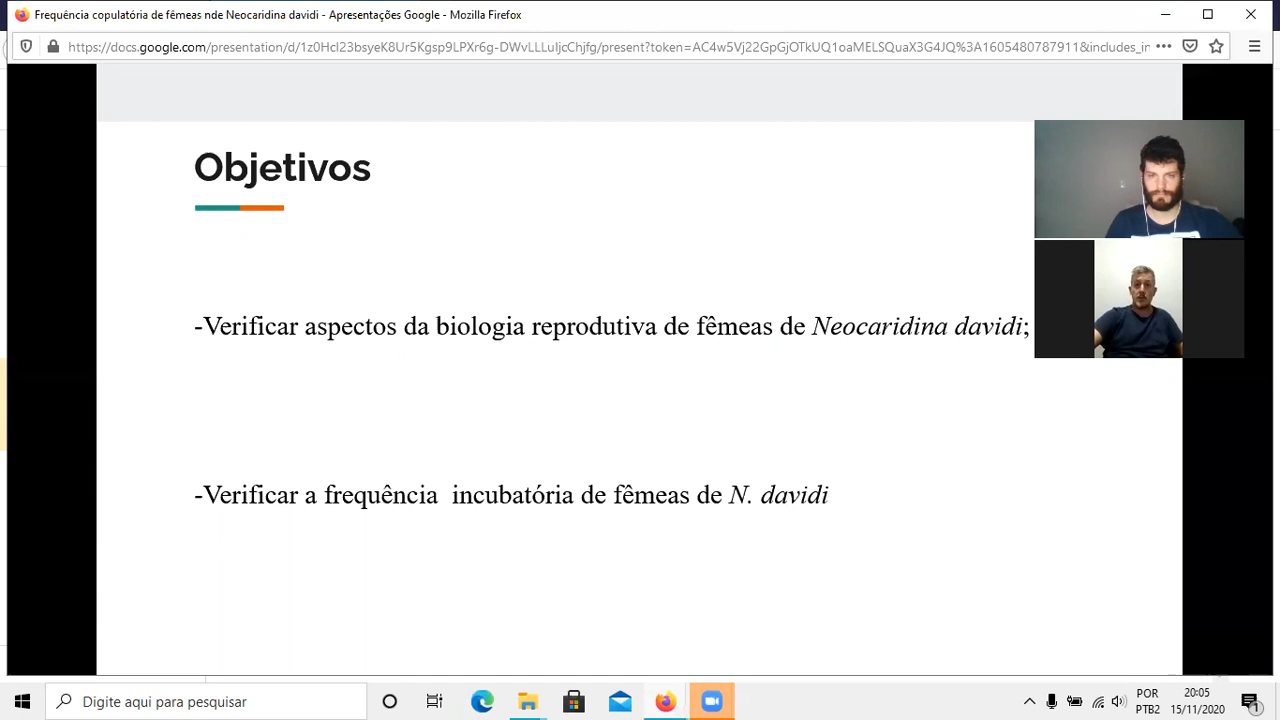 Frequência copulatória de fêmeas nde Neocaridina davidi - Apresentações Google - Mozilla Firefox
https://docs.google.com/presentation/d/1z0HcI23bsyeK8Ur5Kgsp9LPXr6g-DWvLLLuljcChjfg/present?token=AC4w5Vj22GpGjOTkUQ1oaMELSQuaX3G4JQ%3A1605480787911&includes_in
Objetivos
-Verificar aspectos da biologia reprodutiva de fêmeas de Neocaridina davidi;
-Verificar a frequência incubatória de fêmeas de N. davidi
Digite aqui para pesquisar
POR
PTB2
20:05
15/11/2020
1